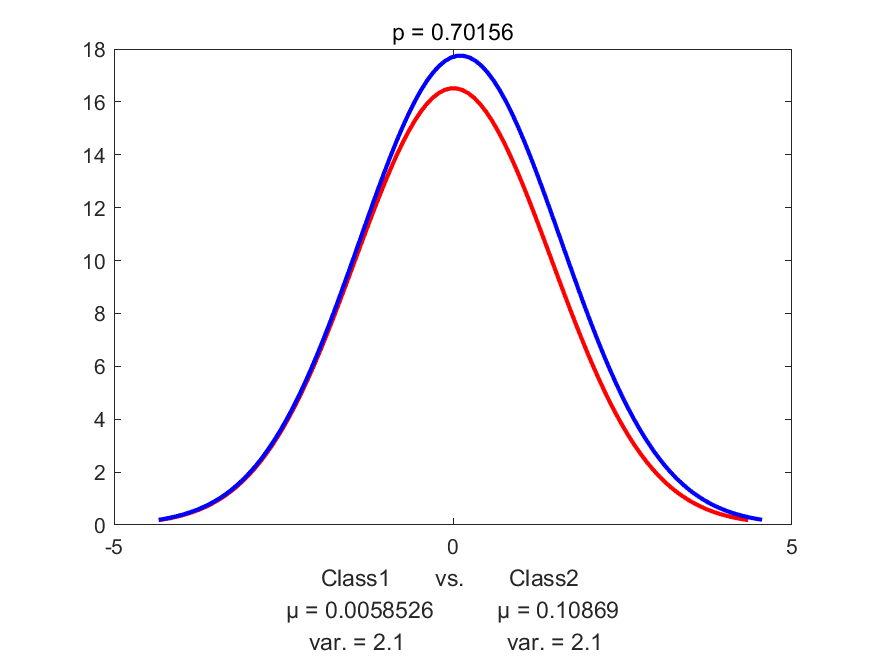 p = 0.70156
18
16
14
12
10
8
6
4
2
0
-5 0 5
Class1 vs. Class2
μ = 0.0058526 μ = 0.10869
var. = 2.1 var. = 2.1